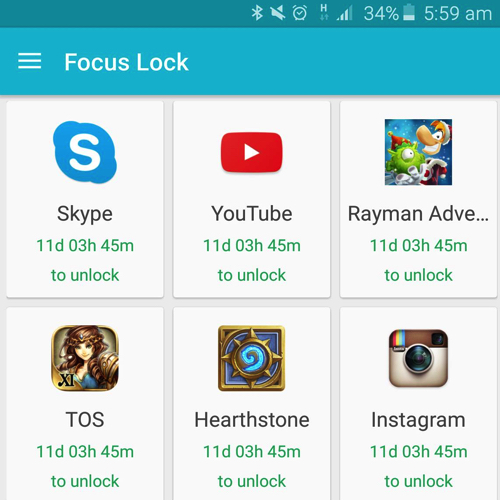 34% 5:59 am
Focus Lock
Skype YouTube Rayman Adve...
11d 03h 45m 11d 03h 45m 11d 03h 45m
to unlock to unlock to unlock
XI
TOS Hearthstone Instagram
11d 03h 45m 11d 03h 45m 11d 03h 45m
to unlock to unlock to unlock